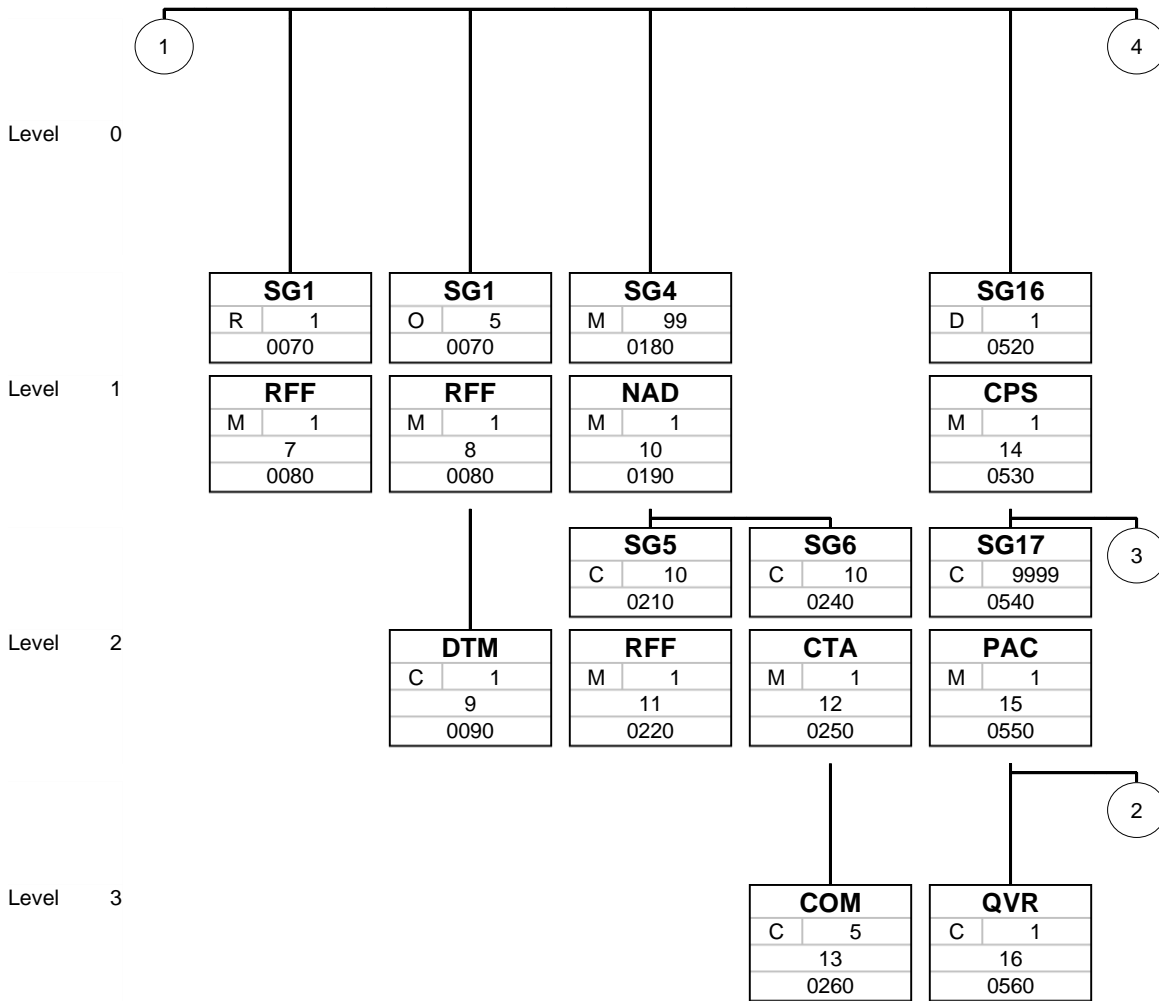 1 4
Level 0
SG1 SG1 SG4 SG16
R 1 O 5 M 99 D 1
0070 0070 0180 0520
Level 1
RFF RFF NAD CPS
M 1 M 1 M 1 M 1
7 8 10 14
0080 0080 0190 0530
SG5 SG6 SG17 3
C 10 C 10 C 9999
0210 0240 0540
Level 2
DTM RFF CTA PAC
C 1 M 1 M 1 M 1
9 11 12 15
0090 0220 0250 0550
2
Level 3
COM QVR
C 5 C 1
13 16
0260 0560